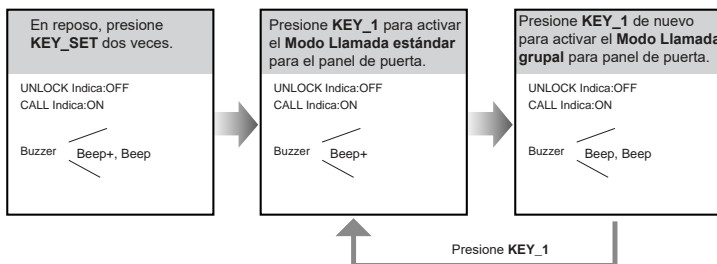 En reposo, presione
KEY_SET dos veces.
UNLOCK Indica:OFF
CALL Indica:ON
Buzzer
Beep+, Beep
Presione KEY_1 para activar
el Modo Llamada estándar
para el panel de puerta.
UNLOCK Indica:OFF
CALL Indica:ON
Buzzer
Beep+
Presione KEY_1 de nuevo
para activar el Modo Llamada
grupal para panel de puerta.
UNLOCK Indica:OFF
CALL Indica:ON
Buzzer
Beep, Beep
Presione KEY_1